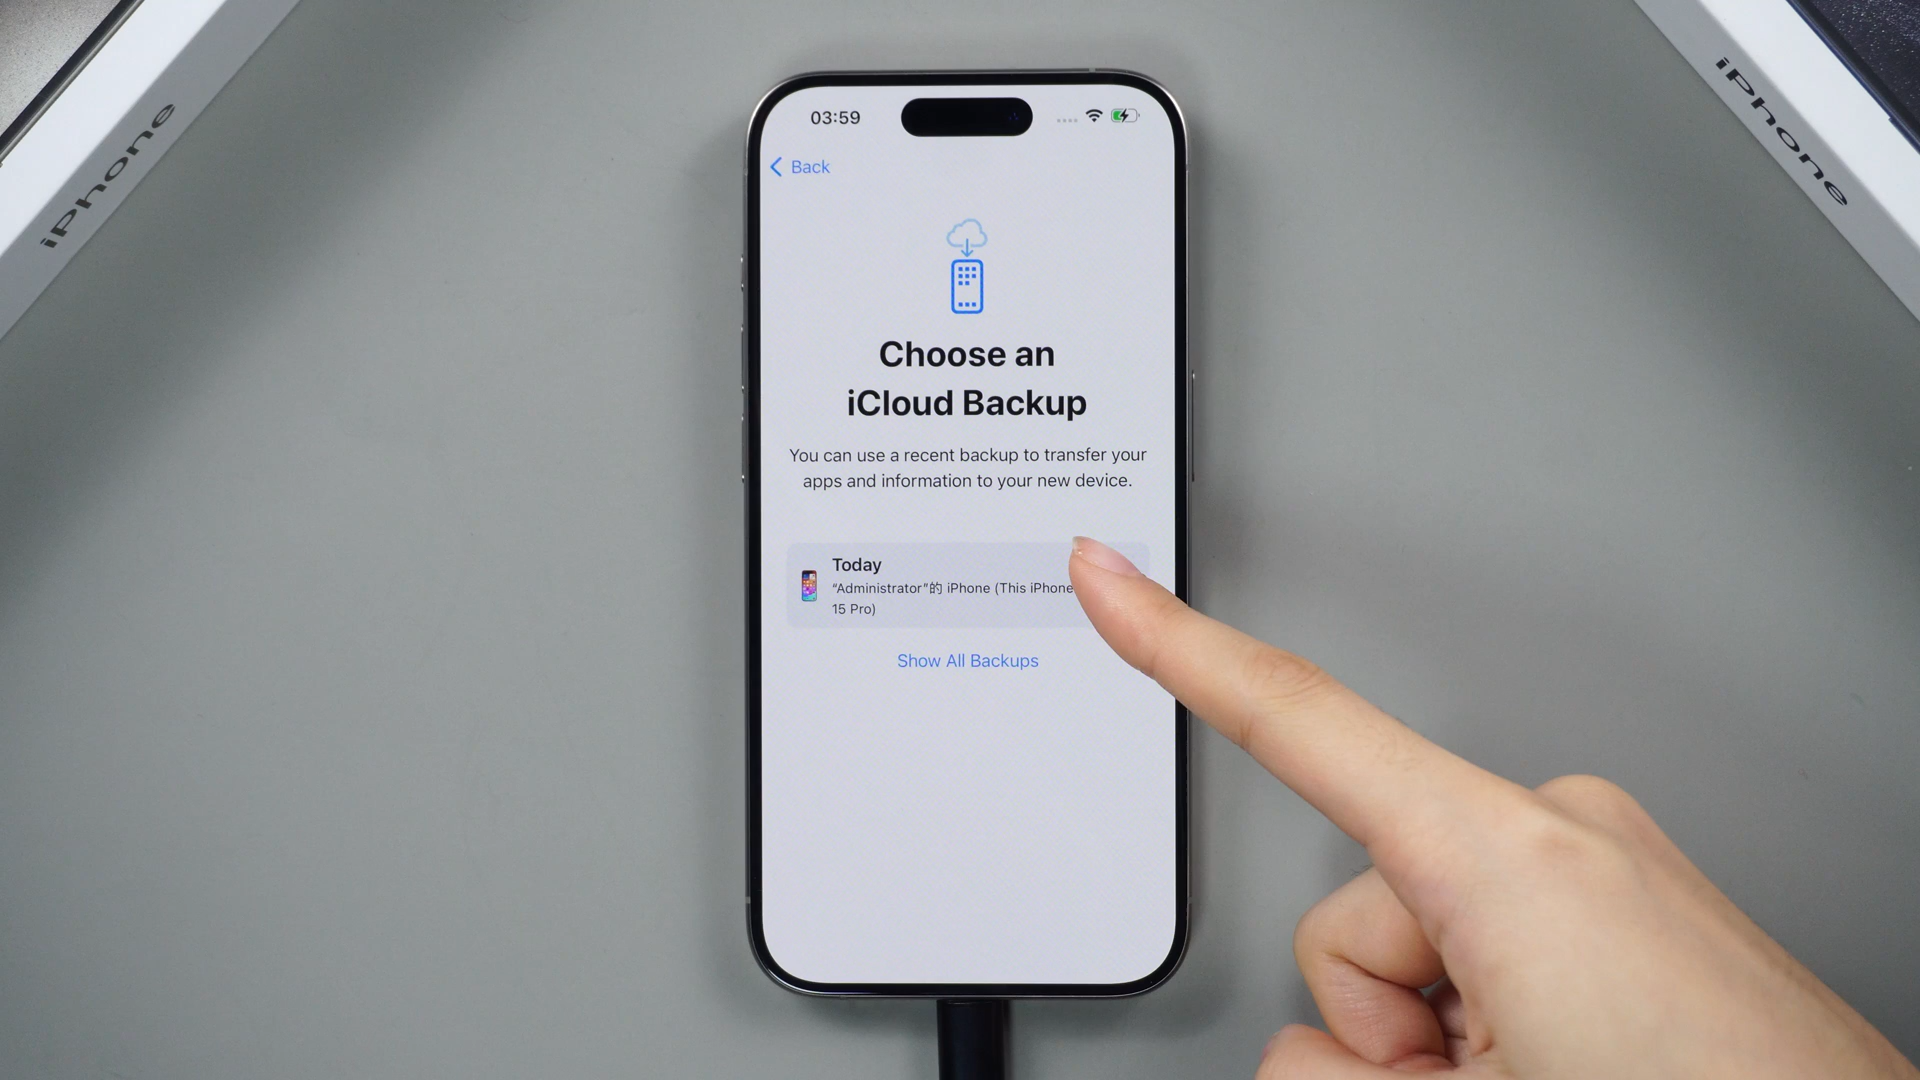 iPhone
iPhone
03:59
Back
Choose an
iCloud Backup
You can use a recent backup to transfer your
apps and information to your new device.
Today
“Administrator”的 iPhone (This iPhone
15 Pro)
Show All Backups